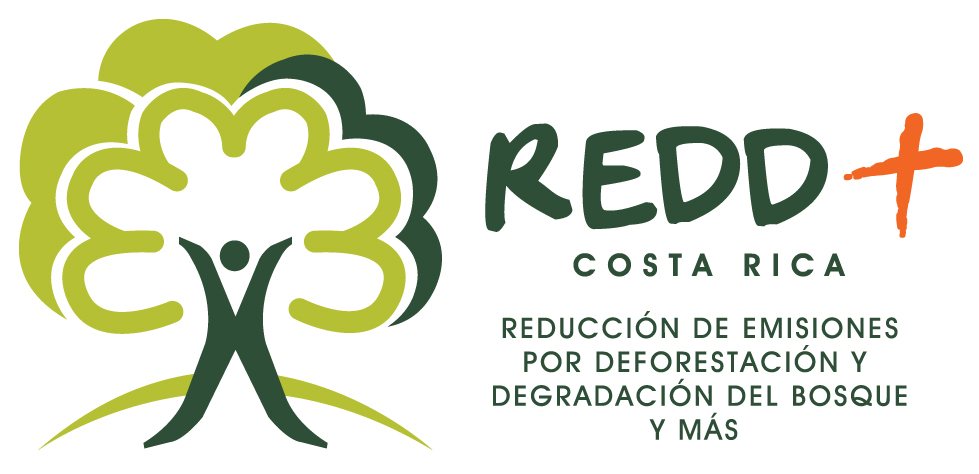 REDD+
COSTA RICA
REDUCCIÓN DE EMISIONES
POR DEFORESTACIÓN Y
DEGRADACIÓN DEL BOSQUE
Y MÁS